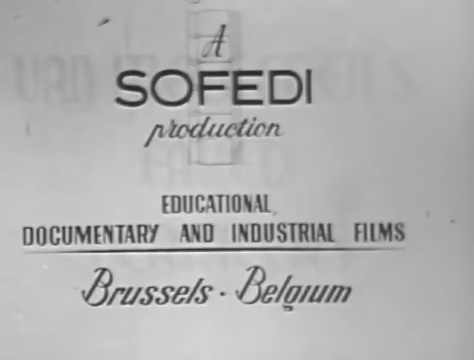 A
SOFEDI
production
EDUCATIONAL
DOCUMENTARY AND INDUSTRIAL FILMS
Brussels - Belgium